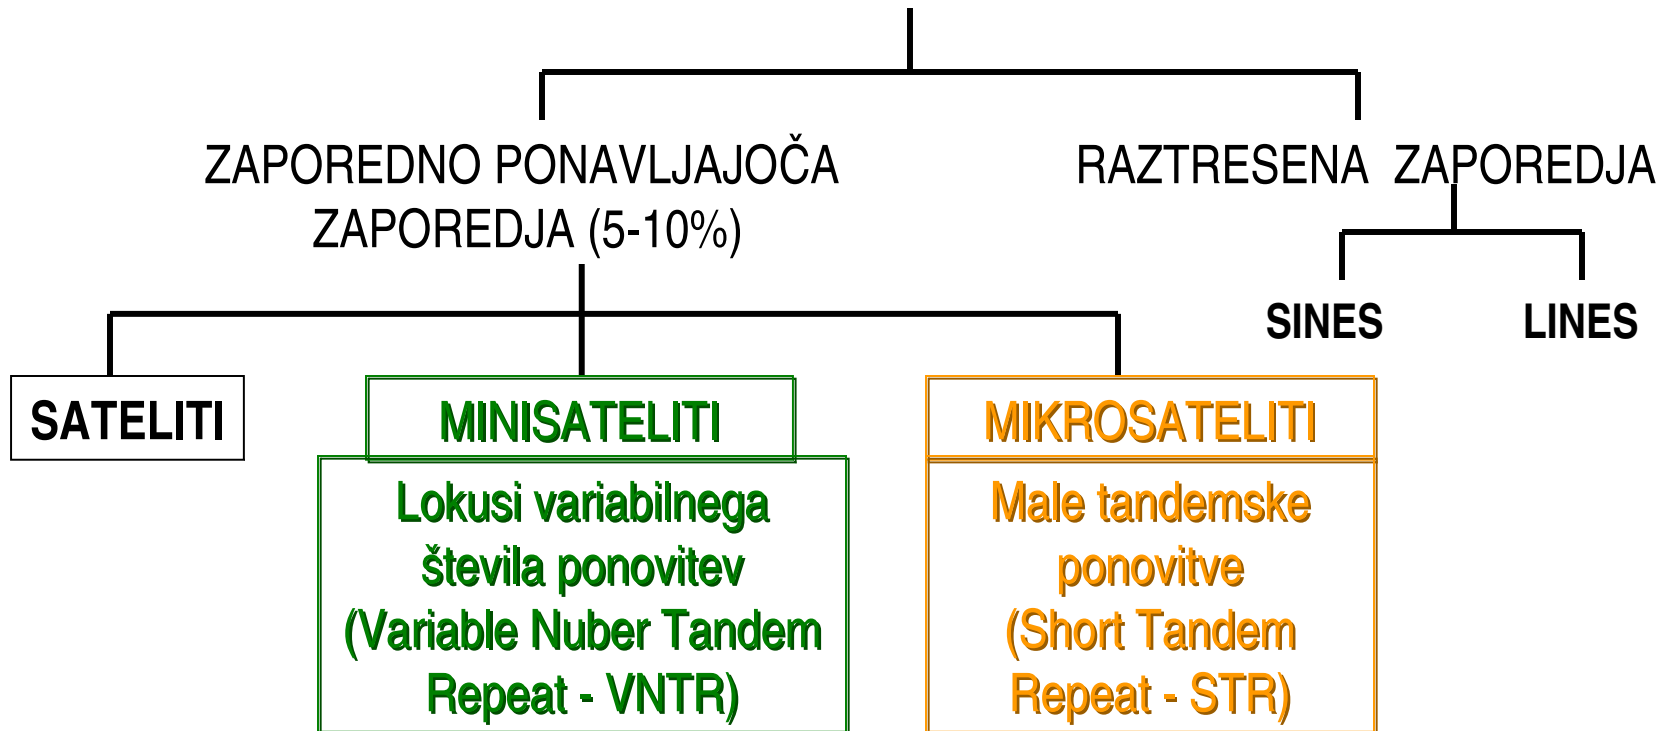 ZAPOREDNO PONAVLJAJOČA
ZAPOREDJA (5-10%)
RAZTRESENA ZAPOREDJA
SINES
LINES
SATELITI
MINISATELITI
Lokusi variabilnega
števila ponovitev
(Variable Nuber Tandem
Repeat - VNTR)
MIKROSATELITI
Male tandemske
ponovitve
(Short Tandem
Repeat - STR)